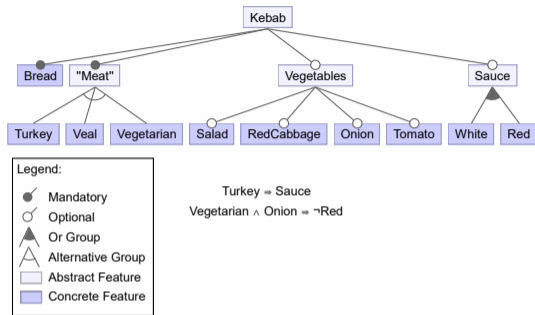 Kebab
Bread "Meat" Vegetables Sauce
Turkey Veal Vegetarian Salad RedCabbage Onion Tomato White Red
Legend:
Mandatory
Optional
Or Group
Alternative Group
Abstract Feature
Concrete Feature
Turkey ⇒ Sauce
Vegetarian ∧ Onion ⇒ ¬Red